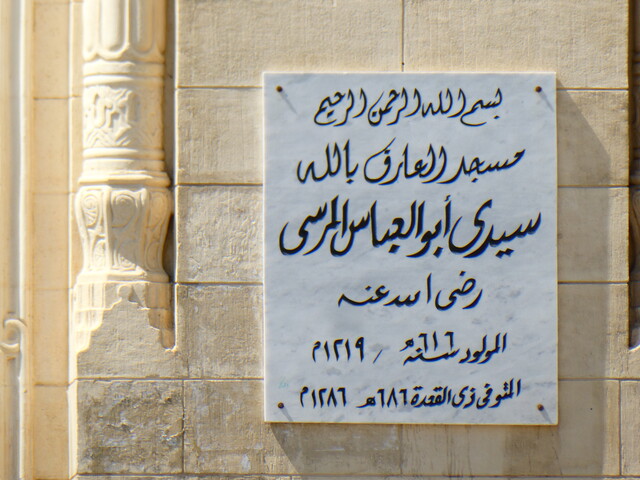 بسم الله الرحمن الرحيم
مسجد العارف بالله
سيدى أبو العباس المرسى
رضى الله عنه
المولود سنة ٦١٦هـ / ١٢١٩م
المتوفى ذى القعدة ٦٨٦هـ ١٢٨٦م